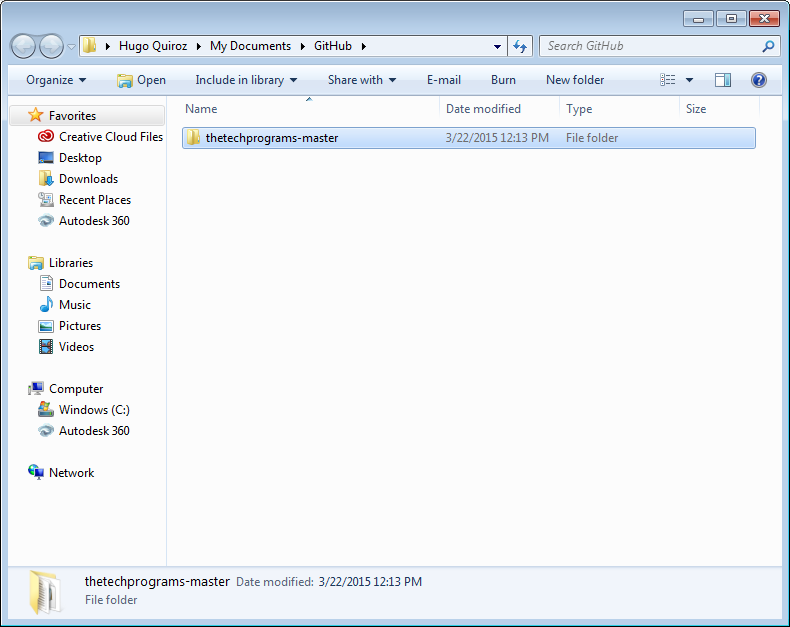 Hugo Quiroz My Documents GitHub Search GitHub
Organize Open Include in library Share with E-mail Burn New folder
Favorites
Creative Cloud Files
Desktop
Downloads
Recent Places
Autodesk 360
Libraries
Documents
Music
Pictures
Videos
Computer
Windows (C:)
Autodesk 360
Network
Name Date modified Type Size
thetechprograms-master 3/22/2015 12:13 PM File folder
thetechprograms-master Date modified: 3/22/2015 12:13 PM
File folder